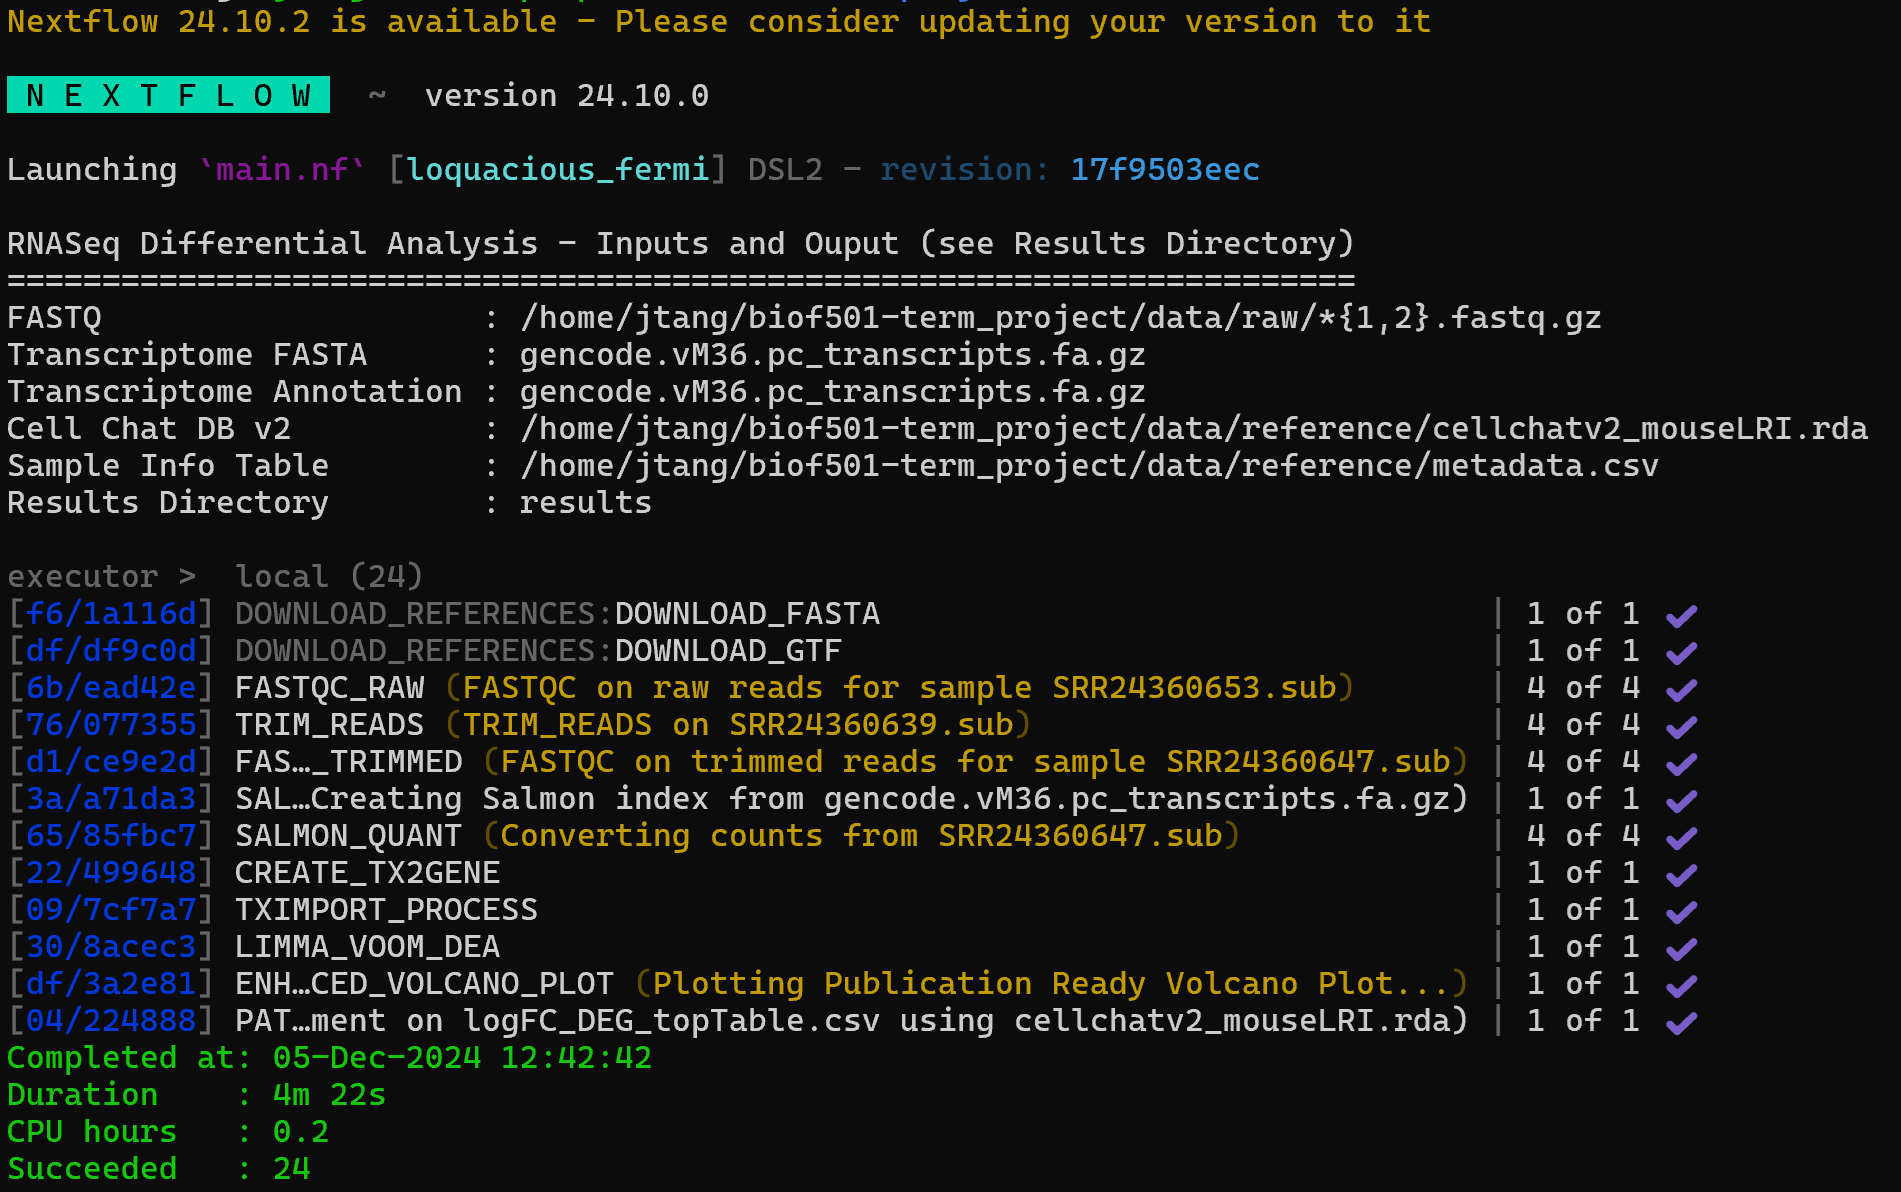 Nextflow 24.10.2 is available - Please consider updating your version to it
N E X T F L O W ~ version 24.10.0
Launching `main.nf` [loquacious_fermi] DSL2 - revision: 17f9503eec
RNASeq Differential Analysis - Inputs and Ouput (see Results Directory)
=======================================================================
FASTQ : /home/jtang/biof501-term_project/data/raw/*{1,2}.fastq.gz
Transcriptome FASTA : gencode.vM36.pc_transcripts.fa.gz
Transcriptome Annotation : gencode.vM36.pc_transcripts.fa.gz
Cell Chat DB v2 : /home/jtang/biof501-term_project/data/reference/cellchatv2_mouseLRI.rda
Sample Info Table : /home/jtang/biof501-term_project/data/reference/metadata.csv
Results Directory : results
executor > local (24)
[f6/1a116d] DOWNLOAD_REFERENCES:DOWNLOAD_FASTA | 1 of 1 ✔
[df/df9c0d] DOWNLOAD_REFERENCES:DOWNLOAD_GTF | 1 of 1 ✔
[6b/ead42e] FASTQC_RAW (FASTQC on raw reads for sample SRR24360653.sub) | 4 of 4 ✔
[76/077355] TRIM_READS (TRIM_READS on SRR24360639.sub) | 4 of 4 ✔
[d1/ce9e2d] FAS…_TRIMMED (FASTQC on trimmed reads for sample SRR24360647.sub) | 4 of 4 ✔
[3a/a71da3] SAL…Creating Salmon index from gencode.vM36.pc_transcripts.fa.gz) | 1 of 1 ✔
[65/85fbc7] SALMON_QUANT (Converting counts from SRR24360647.sub) | 4 of 4 ✔
[22/499648] CREATE_TX2GENE | 1 of 1 ✔
[09/7cf7a7] TXIMPORT_PROCESS | 1 of 1 ✔
[30/8acec3] LIMMA_VOOM_DEA | 1 of 1 ✔
[df/3a2e81] ENH…CED_VOLCANO_PLOT (Plotting Publication Ready Volcano Plot...) | 1 of 1 ✔
[04/224888] PAT…ment on logFC_DEG_topTable.csv using cellchatv2_mouseLRI.rda) | 1 of 1 ✔
Completed at: 05-Dec-2024 12:42:42
Duration : 4m 22s
CPU hours : 0.2
Succeeded : 24